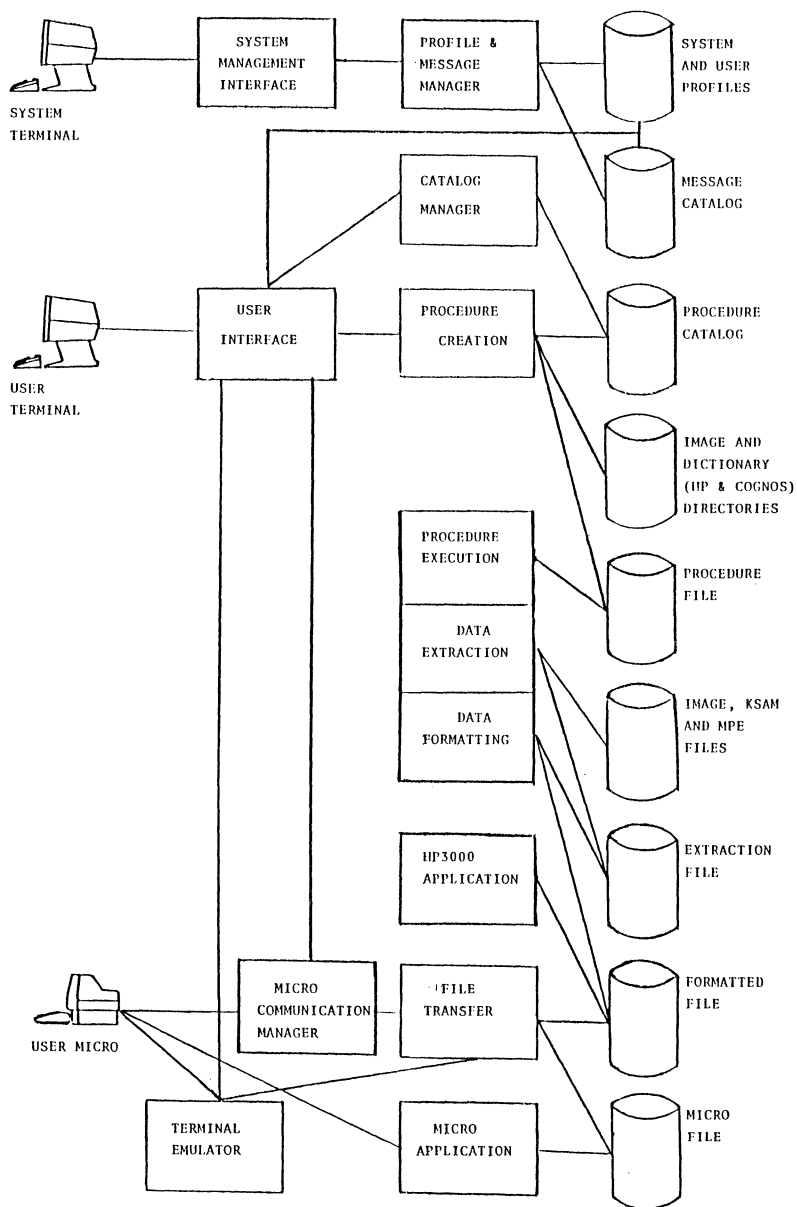 SYSTEM
TERMINAL
SYSTEM
MANAGEMENT
INTERFACE
PROFILE &
MESSAGE
MANAGER
SYSTEM
AND USER
PROFILES
CATALOG
MANAGER
MESSAGE
CATALOG
USER
TERMINAL
USER
INTERFACE
PROCEDURE
CREATION
PROCEDURE
CATALOG
IMAGE AND
DICTIONARY
(HP & COGNOS)
DIRECTORIES
PROCEDURE
EXECUTION
PROCEDURE
FILE
DATA
EXTRACTION
DATA
FORMATTING
IMAGE, KSAM
AND MPE
FILES
HP3000
APPLICATION
EXTRACTION
FILE
USER MICRO
MICRO
COMMUNICATION
MANAGER
FILE
TRANSFER
FORMATTED
FILE
TERMINAL
EMULATOR
MICRO
APPLICATION
MICRO
FILE